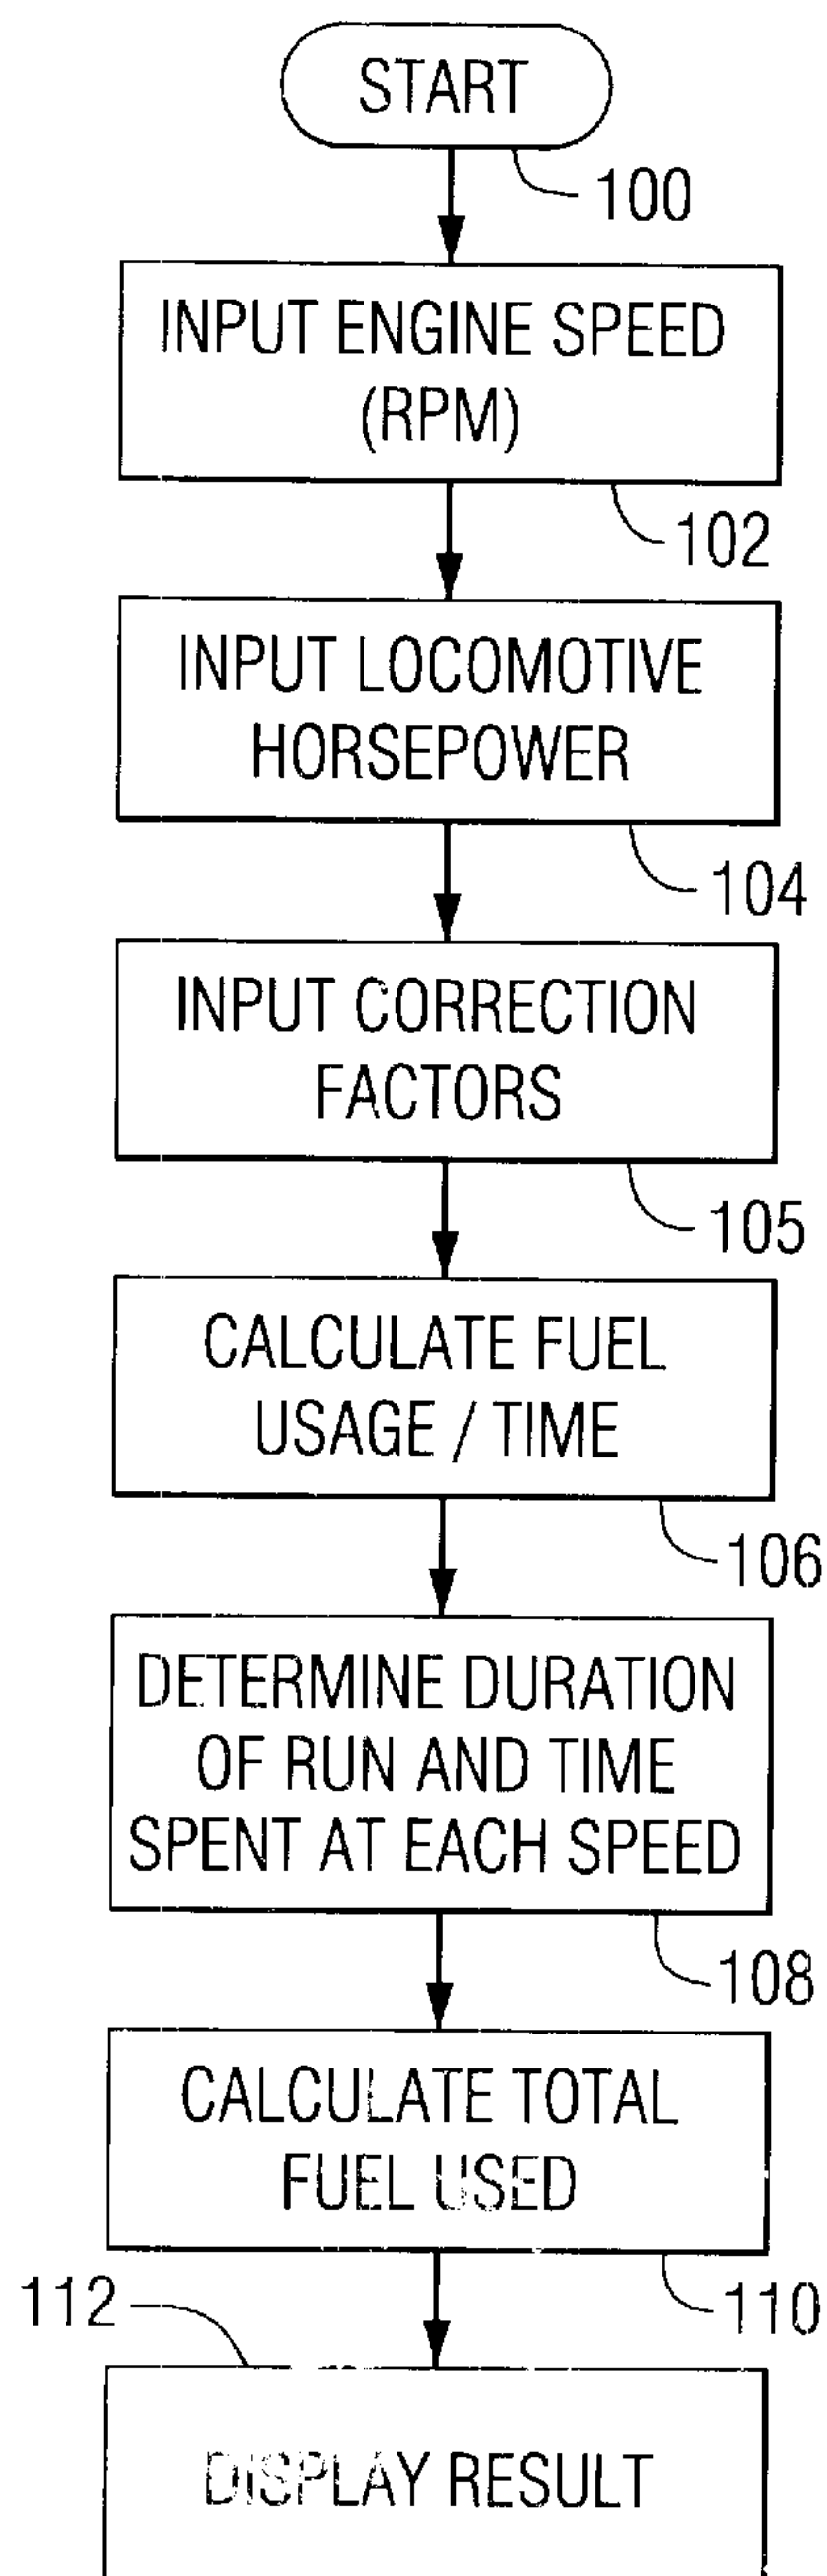 START
100
INPUT ENGINE SPEED
(RPM)
102
INPUT LOCOMOTIVE
HORSEPOWER
104
INPUT CORRECTION
FACTORS
105
CALCULATE FUEL
USAGE / TIME
106
DETERMINE DURATION
OF RUN AND TIME
SPENT AT EACH SPEED
108
CALCULATE TOTAL
FUEL USED
110
112
DISPLAY RESULT